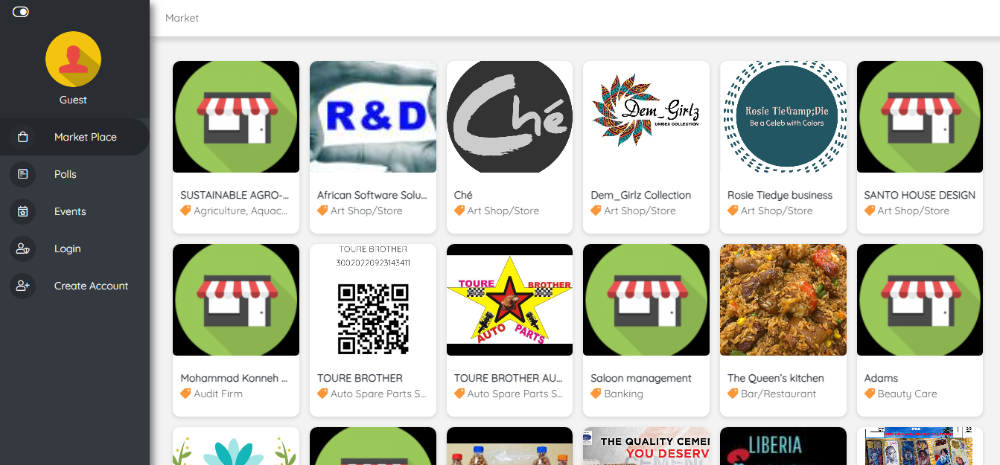 Market
Guest
Market Place
Polls
Events
Login
Create Account
R & D
Ché
Dem_Girlz
UNISEX COLLECTION
Rosie Tie&amp;Die
Be a Celeb with Colors
SUSTAINABLE AGRO-...
Agriculture, Aquac...
African Software Solu...
Art Shop/Store
Ché
Art Shop/Store
Dem_Girlz Collection
Art Shop/Store
Rosie Tiedye business
Art Shop/Store
SANTO HOUSE DESIGN
Art Shop/Store
TOURE BROTHER
30020220923143411
TOURE BROTHER
AUTO PARTS
Mohammad Konneh ...
Audit Firm
TOURE BROTHER
Auto Spare Parts S...
TOURE BROTHER AU...
Auto Spare Parts S...
Saloon management
Banking
The Queen's kitchen
Bar/Restaurant
Adams
Beauty Care
THE QUALITY CEME
YOU DESERV
LIBERIA